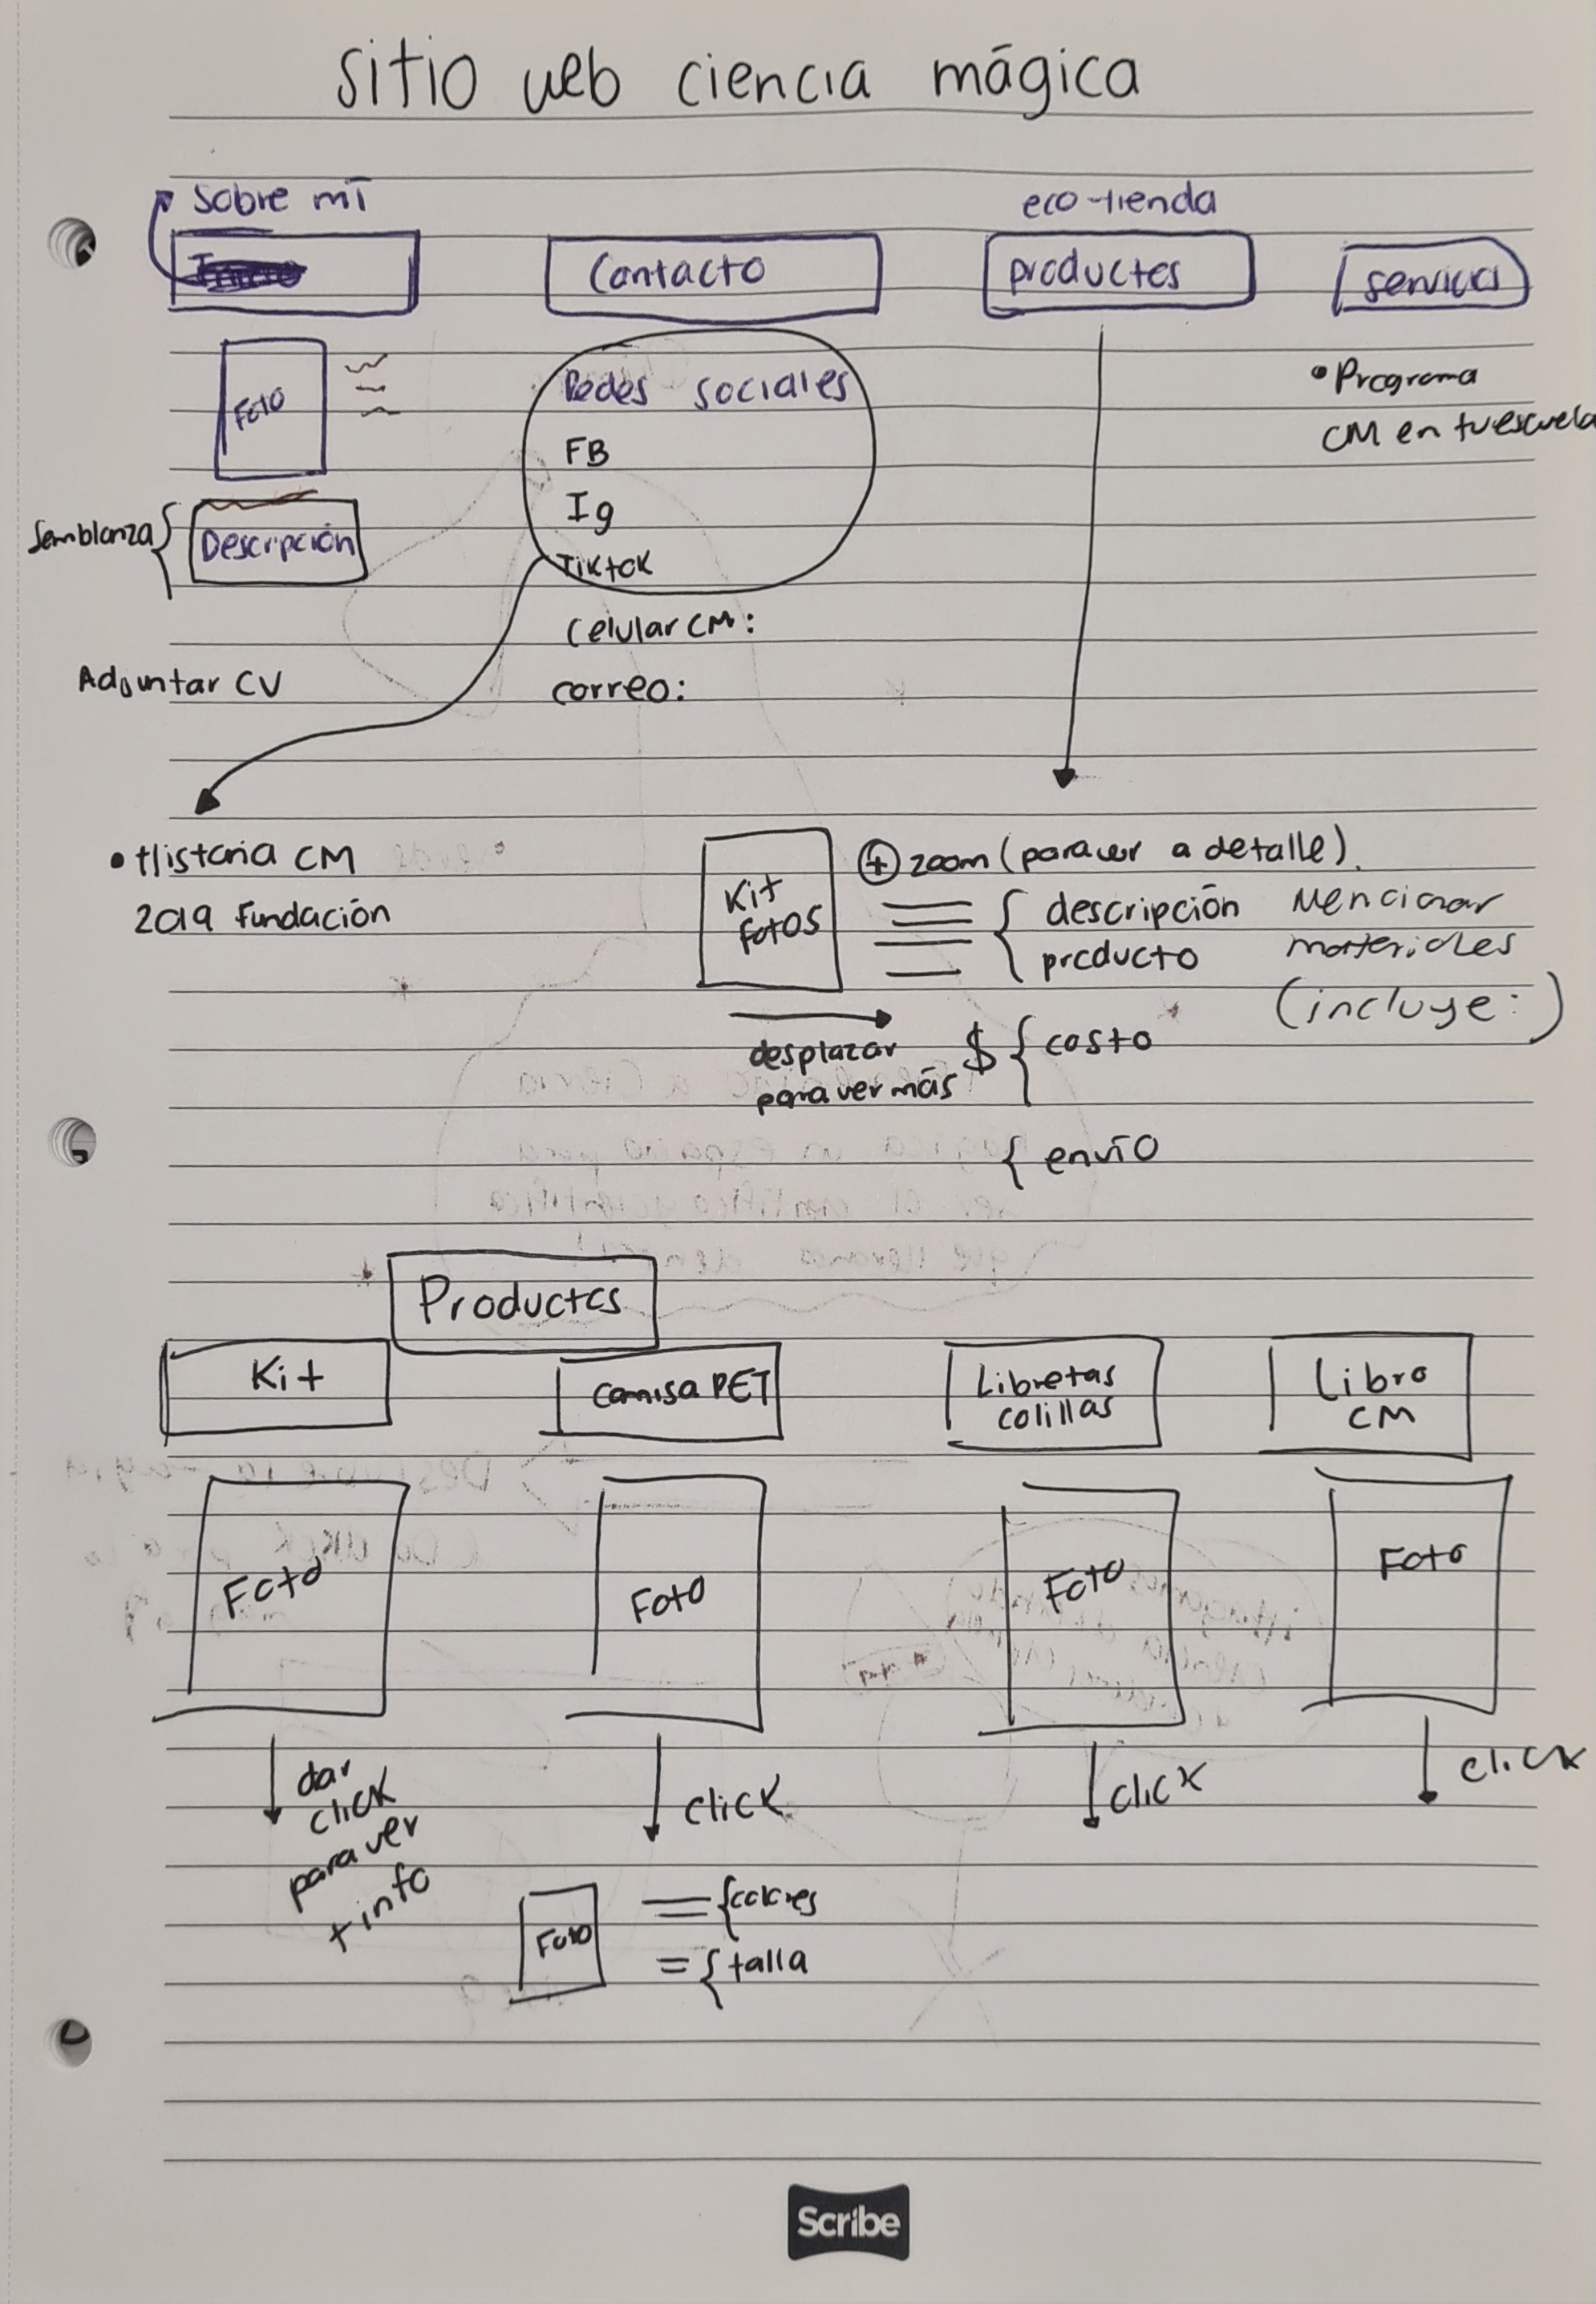 sitio web ciencia mágica
sobre mí
eco-tienda
Contacto
productos
servicios
Foto
Redes sociales
FB
Ig
Tiktok
• Programa
CM en tu escuela
Semblanza
Descripción
Celular CM:
correo:
Adjuntar CV
• Historia CM
2019 fundación
Kit
fotos
+ zoom (para ver a detalle).
descripción
producto
Mencionar
materiales
(incluye: )
desplazar
para ver más
$ { costo
{ envío
Productos
Kit
Camisa PET
Libretas
colillas
Libro
CM
Foto
Foto
Foto
Foto
dar
click
para ver
+ info
click
click
click
Foto
= { colores
= { talla
Scribe